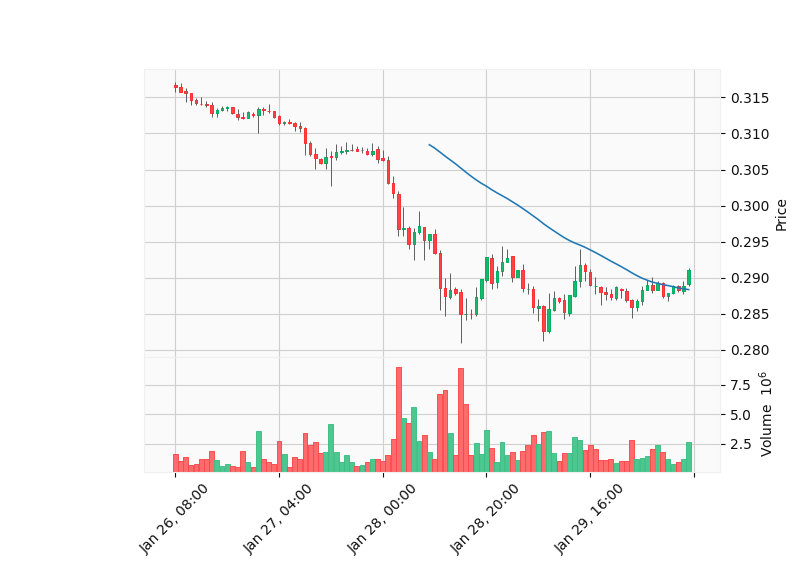 0.315
0.310
0.305
0.300
0.295
0.290
0.285
0.280
Price
7.5
5.0
2.5
Volume 10⁶
Jan 26, 08:00
Jan 27, 04:00
Jan 28, 00:00
Jan 28, 20:00
Jan 29, 16:00